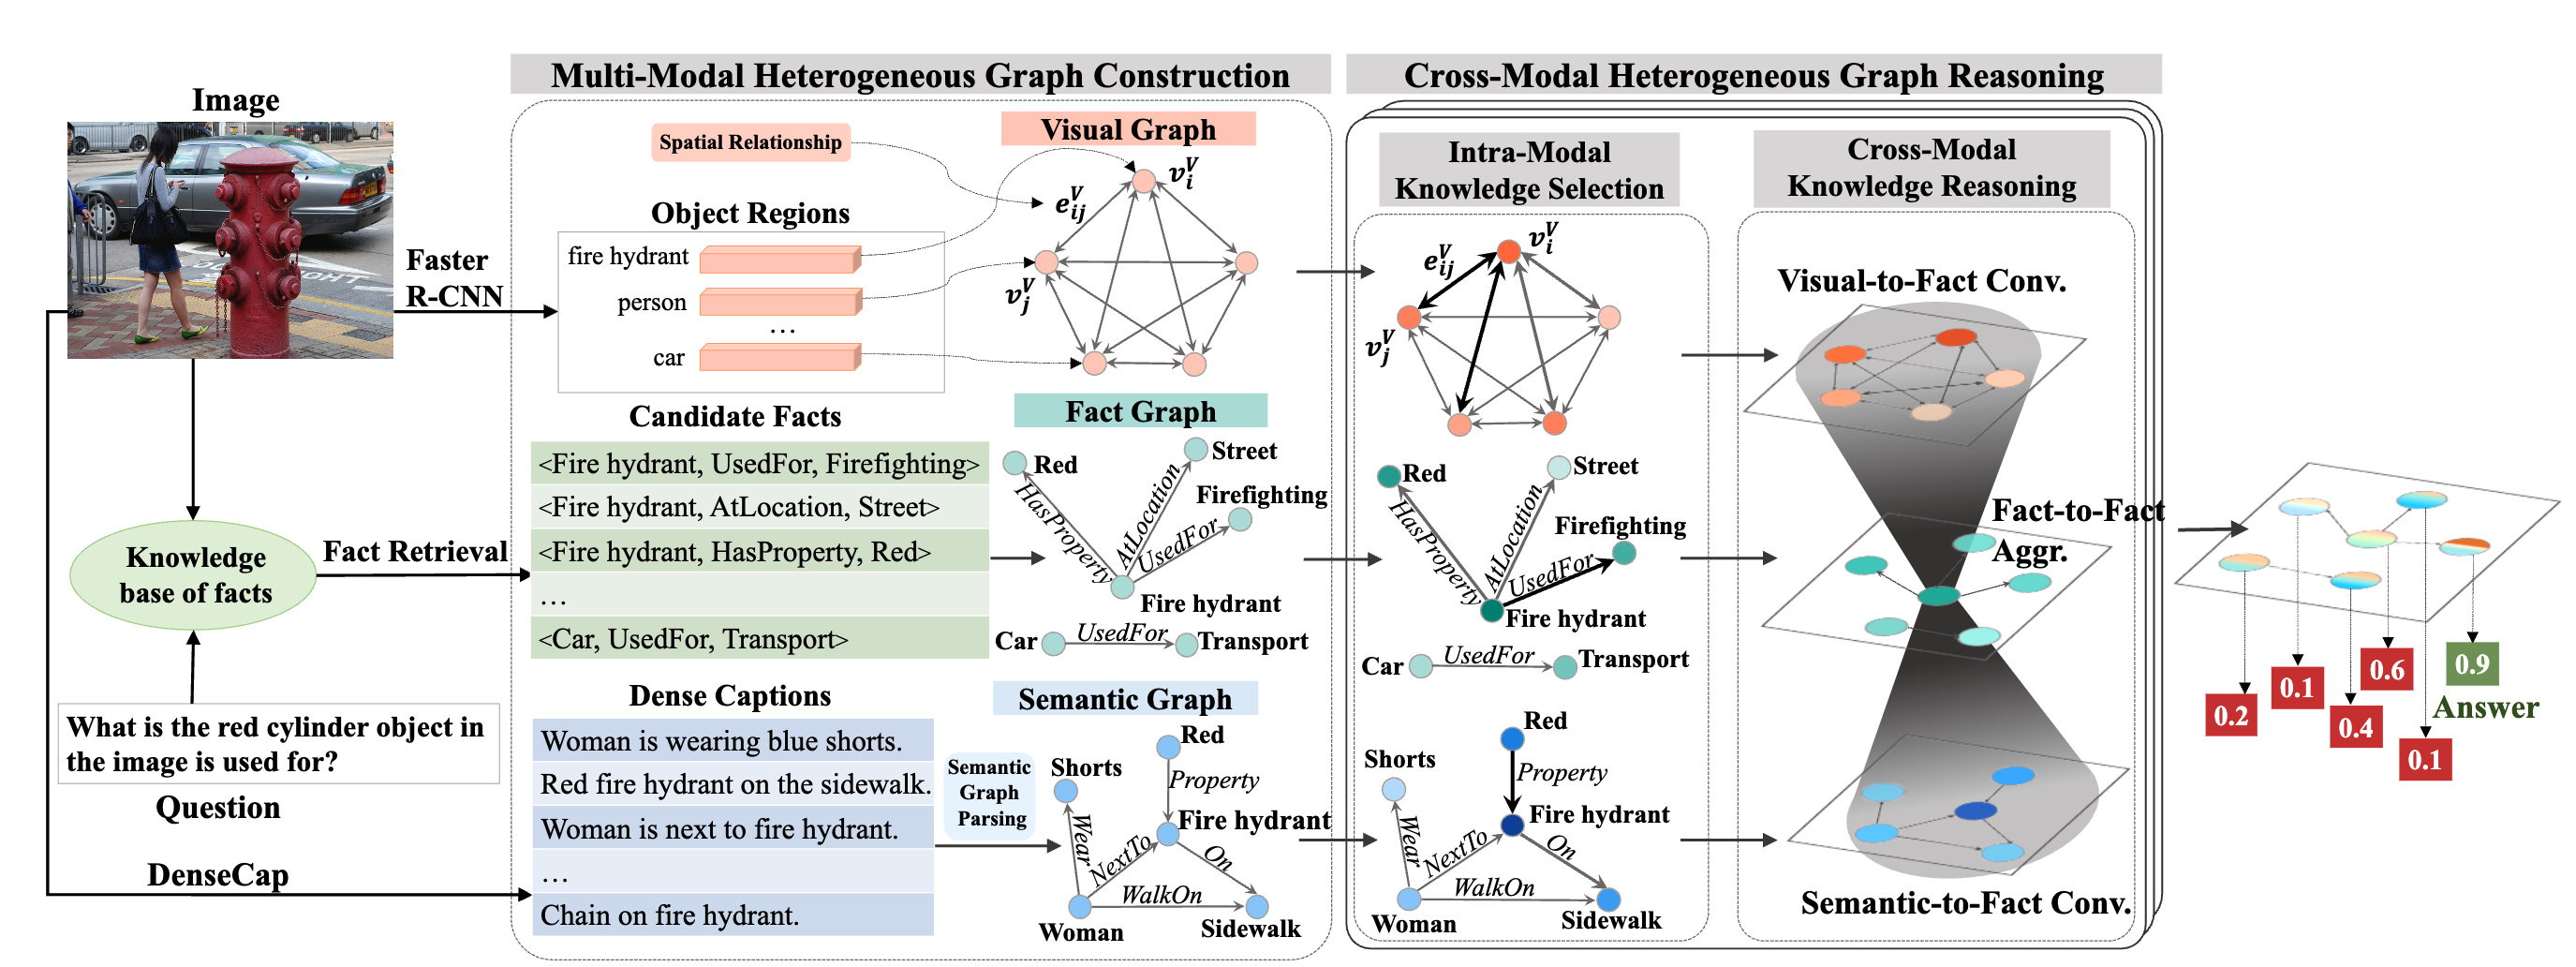 Multi-Modal Heterogeneous Graph Construction
Cross-Modal Heterogeneous Graph Reasoning
Image
Faster
R-CNN
Knowledge
base of facts
Fact Retrieval
What is the red cylinder object in
the image is used for?
Question
DenseCap
Spatial Relationship
Object Regions
fire hydrant
person
...
car
Visual Graph
v_i^V
e_ij^V
v_j^V
Candidate Facts
<Fire hydrant, UsedFor, Firefighting>
<Fire hydrant, AtLocation, Street>
<Fire hydrant, HasProperty, Red>
...
<Car, UsedFor, Transport>
Fact Graph
Red
Street
Firefighting
HasProperty
AtLocation
UsedFor
Fire hydrant
Car
UsedFor
Transport
Dense Captions
Woman is wearing blue shorts.
Red fire hydrant on the sidewalk.
Woman is next to fire hydrant.
...
Chain on fire hydrant.
Semantic
Graph
Parsing
Semantic Graph
Red
Shorts
Property
Fire hydrant
Wear
NextTo
On
WalkOn
Woman
Sidewalk
Intra-Modal
Knowledge Selection
v_i^V
e_ij^V
v_j^V
Red
Street
Firefighting
HasProperty
AtLocation
UsedFor
Fire hydrant
Car
UsedFor
Transport
Red
Shorts
Property
Fire hydrant
Wear
NextTo
On
WalkOn
Woman
Sidewalk
Cross-Modal
Knowledge Reasoning
Visual-to-Fact Conv.
Fact-to-Fact
Aggr.
Semantic-to-Fact Conv.
0.2
0.1
0.4
0.6
0.1
0.9
Answer